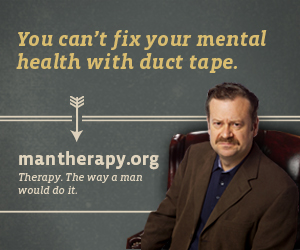 You can't fix your mental
health with duct tape.
mantherapy.org
Therapy. The way a man
would do it.